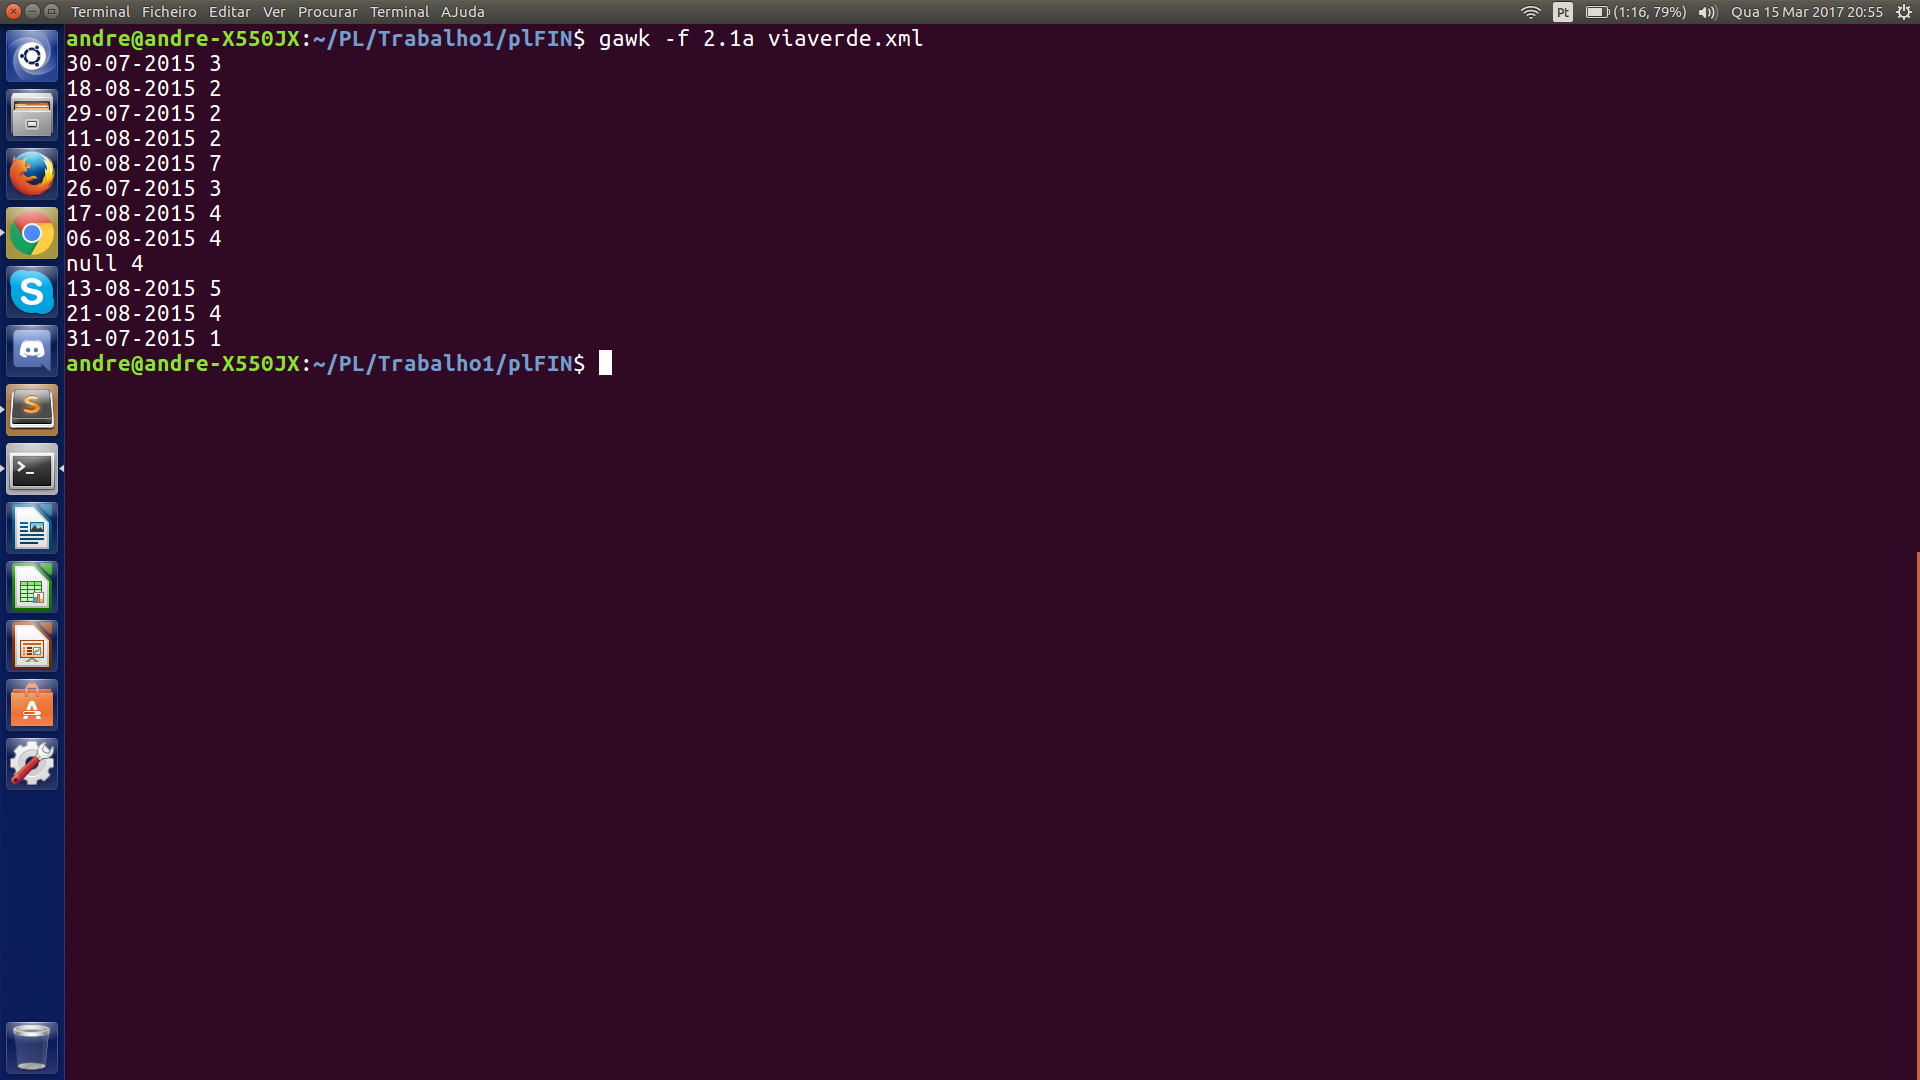 Terminal Ficheiro Editar Ver Procurar Terminal AJuda Pt (1:16, 79%) Qua 15 Mar 2017 20:55
andre@andre-X550JX:~/PL/Trabalho1/plFIN$ gawk -f 2.1a viaverde.xml
30-07-2015 3
18-08-2015 2
29-07-2015 2
11-08-2015 2
10-08-2015 7
26-07-2015 3
17-08-2015 4
06-08-2015 4
null 4
13-08-2015 5
21-08-2015 4
31-07-2015 1
andre@andre-X550JX:~/PL/Trabalho1/plFIN$